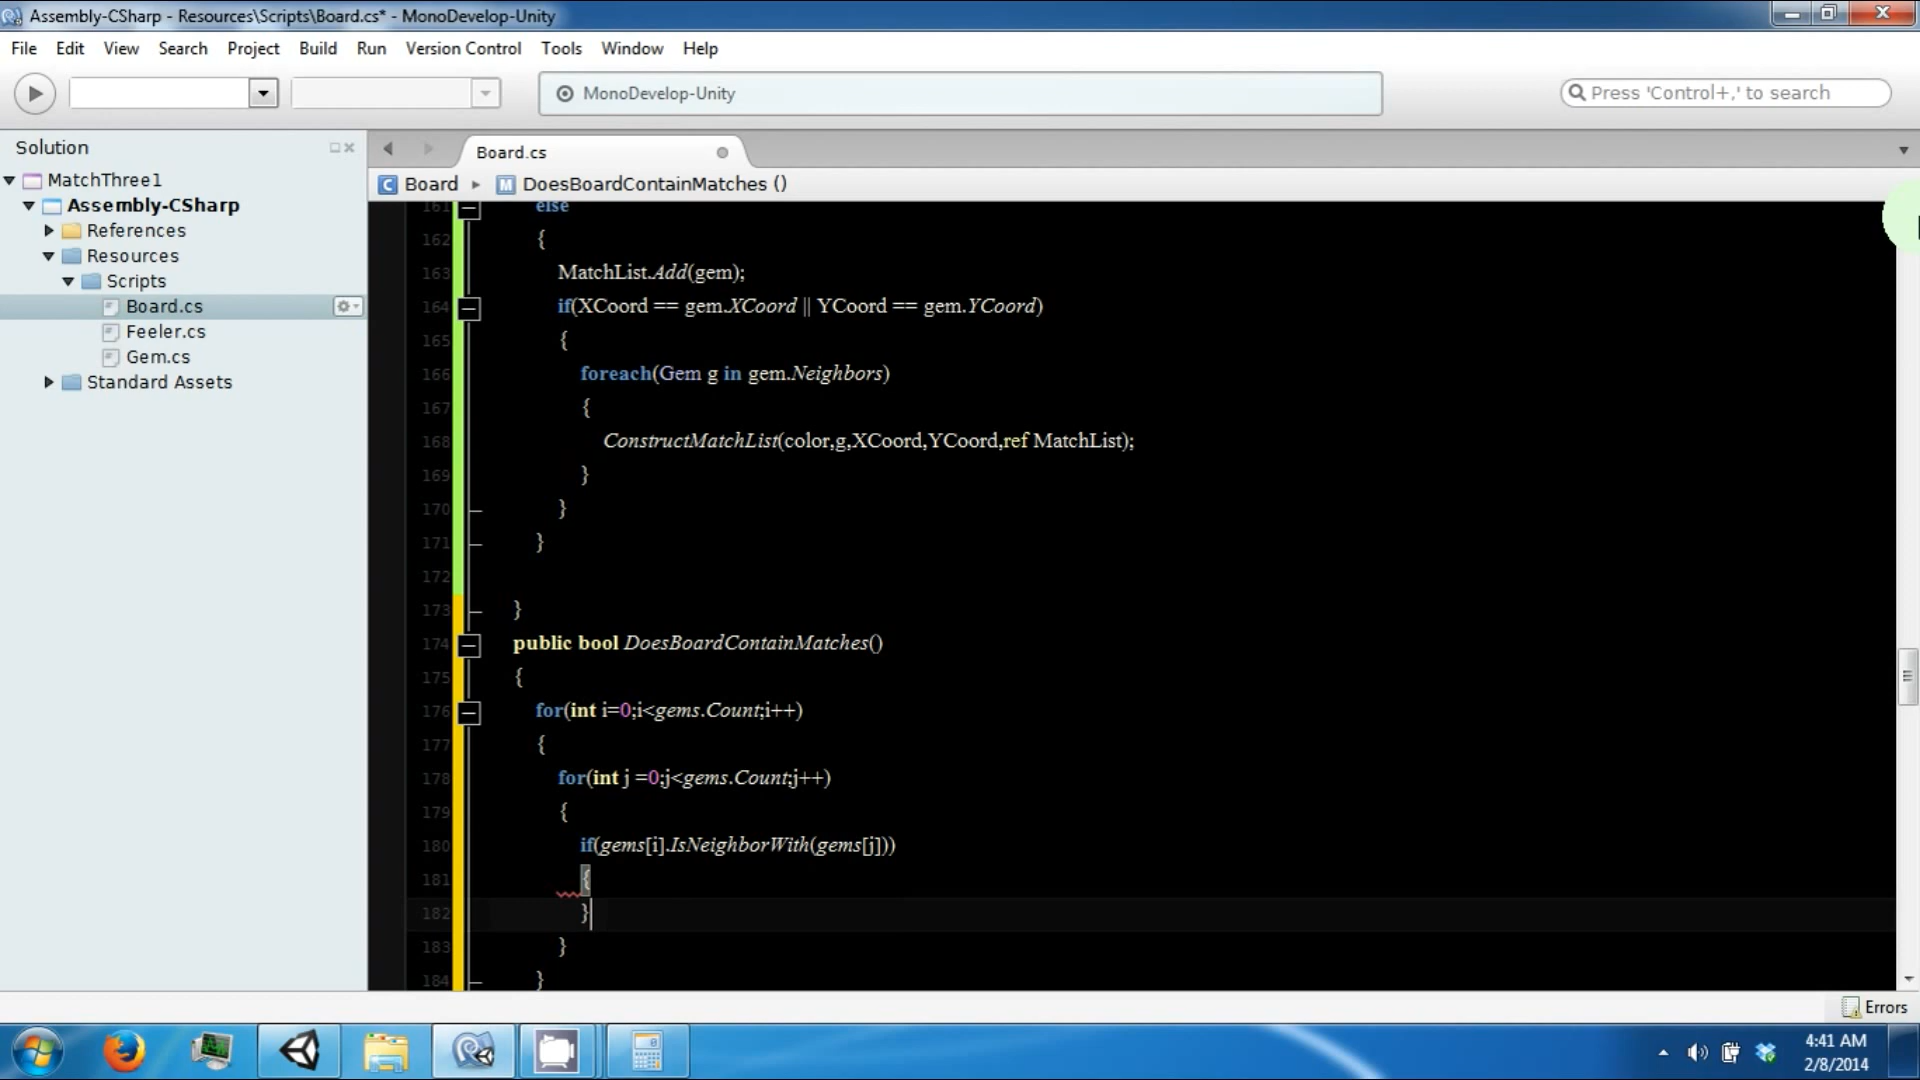 Assembly-CSharp - Resources\Scripts\Board.cs* - MonoDevelop-Unity
File Edit View Search Project Build Run Version Control Tools Window Help
MonoDevelop-Unity
Press 'Control+,' to search
Solution
MatchThree1
Assembly-CSharp
References
Resources
Scripts
Board.cs
Feeler.cs
Gem.cs
Standard Assets
Board.cs
Board DoesBoardContainMatches ()
161 else
162 {
163 MatchList.Add(gem);
164 if(XCoord == gem.XCoord || YCoord == gem.YCoord)
165 {
166 foreach(Gem g in gem.Neighbors)
167 {
168 ConstructMatchList(color,g,XCoord,YCoord,ref MatchList);
169 }
170 }
171 }
172
173 }
174 public bool DoesBoardContainMatches()
175 {
176 for(int i=0;i<gems.Count;i++)
177 {
178 for(int j =0;j<gems.Count;j++)
179 {
180 if(gems[i].IsNeighborWith(gems[j]))
181 {
182 }
183 }
184 }
Errors
4:41 AM
2/8/2014